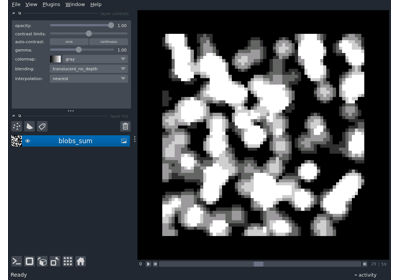 File View Plugins Window Help
opacity: 1.00
contrast limits:
auto-contrast: once continuous
gamma: 1.00
colormap: gray
blending: translucent_no_depth
interpolation: nearest
blobs_sum
Ready
activity